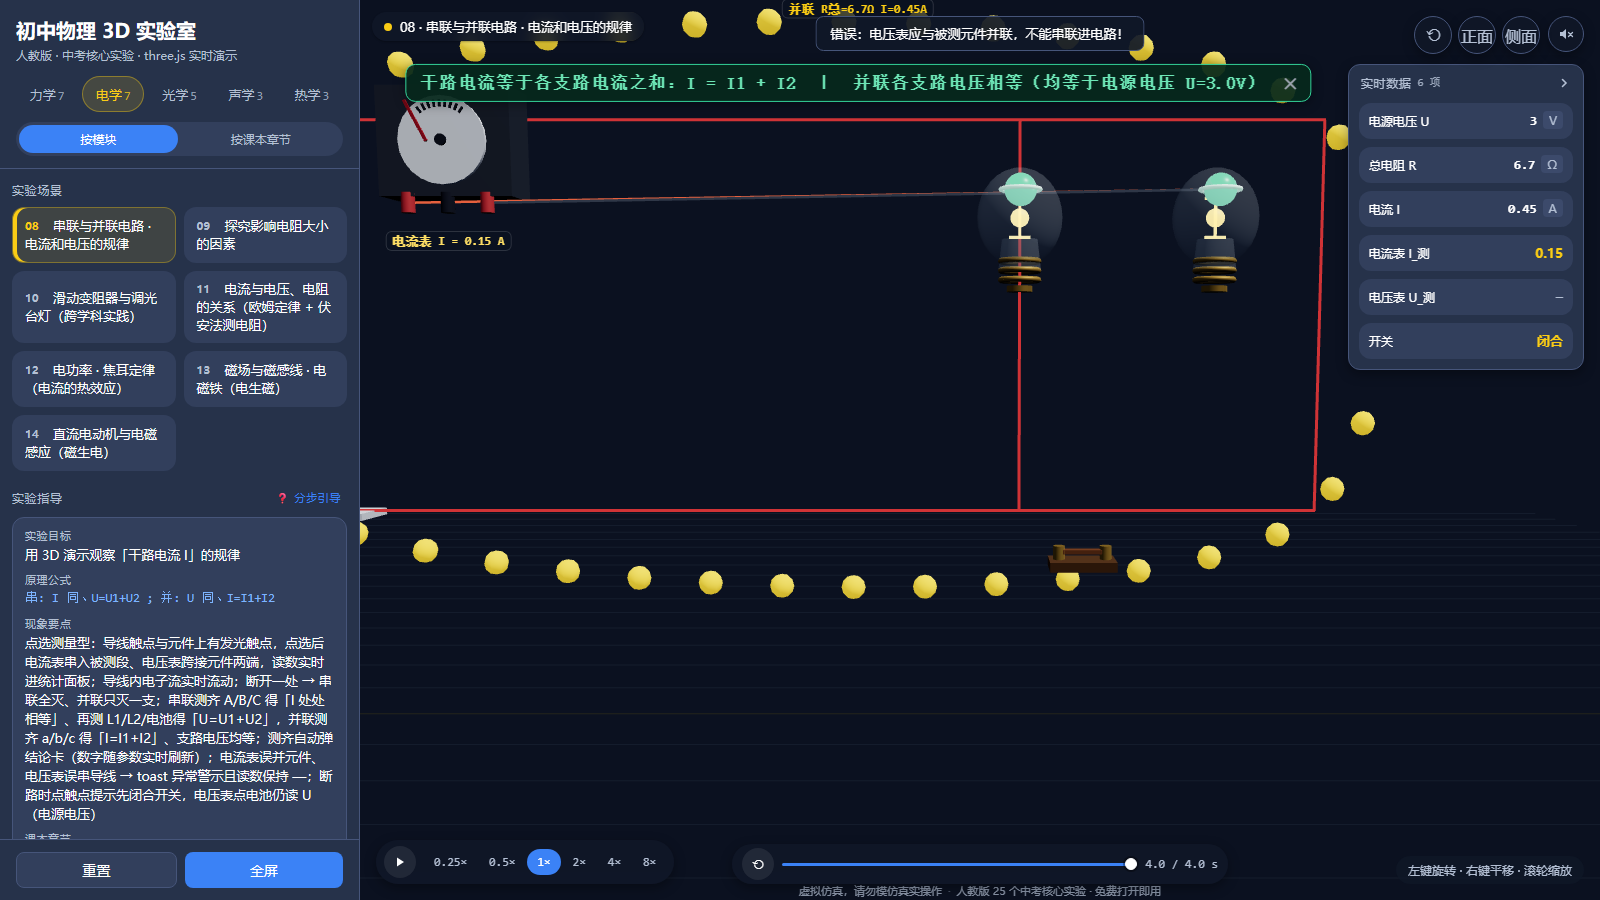 初中物理 3D 实验室
人教版 · 中考核心实验 · three.js 实时演示
力学 7
电学 7
光学 5
声学 3
热学 3
按模块
按课本章节
实验场景
08 串联与并联电路 · 电流和电压的规律
09 探究影响电阻大小的因素
10 滑动变阻器与调光台灯（跨学科实践）
11 电流与电压、电阻的关系（欧姆定律 + 伏安法测电阻）
12 电功率 · 焦耳定律（电流的热效应）
13 磁场与磁感线 · 电磁铁（电生磁）
14 直流电动机与电磁感应（磁生电）
实验指导
❓ 分步引导
实验目标
用 3D 演示观察「干路电流 I」的规律
原理公式
串: I 同、U=U1+U2 ; 并: U 同、I=I1+I2
现象要点
点选测量型：导线触点与元件上有发光触点，点选后
电流表串入被测段、电压表跨接元件两端，读数实时
进统计面板；导线内电子流实时流动；断开一处 → 串
联全灭、并联只灭一支；串联测齐 A/B/C 得「I 处处
相等」、再测 L1/L2/电池得「U=U1+U2」，并联测
齐 a/b/c 得「I=I1+I2」、支路电压均等；测齐自动弹
结论卡（数字随参数实时刷新）；电流表误并元件、
电压表误串导线 → toast 异常警示且读数保持 —；断
路时点触点提示先闭合开关，电压表点电池仍读 U
（电源电压）
重置
全屏
08 · 串联与并联电路 · 电流和电压的规律
并联 R总=6.7Ω I=0.45A
错误：电压表应与被测元件并联，不能串联进电路！
干路电流等于各支路电流之和：I = I1 + I2 | 并联各支路电压相等（均等于电源电压 U=3.0V）
电流表 I = 0.15 A
正面
侧面
实时数据 6 项
电源电压 U 3 V
总电阻 R 6.7 Ω
电流 I 0.45 A
电流表 I_测 0.15
电压表 U_测 —
开关 闭合
0.25×
0.5×
1×
2×
4×
8×
4.0 / 4.0 s
左键旋转 · 右键平移 · 滚轮缩放
虚拟仿真，请勿模仿真实操作 · 人教版 25 个中考核心实验 · 免费打开即用